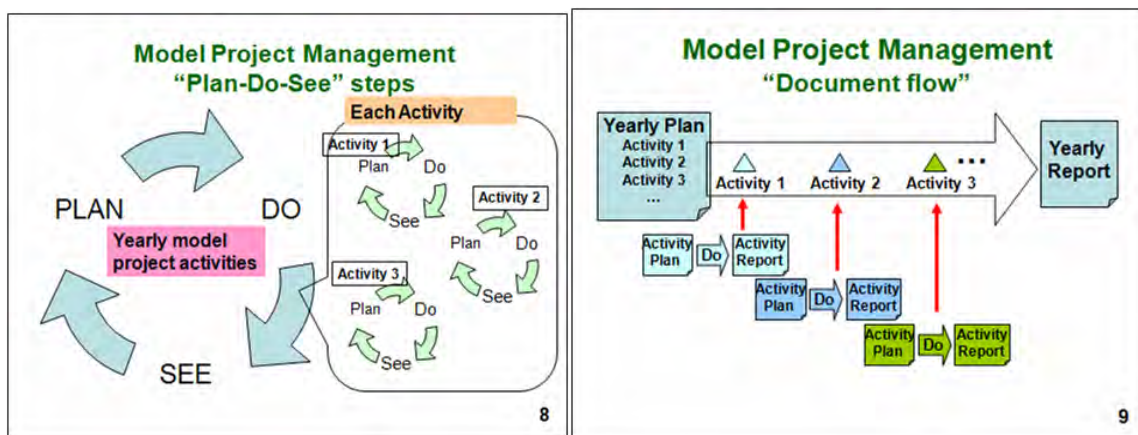 Model Project Management
“Plan-Do-See” steps
Each Activity
Activity 1
Plan
Do
See
Activity 2
Plan
Do
See
Activity 3
Plan
Do
See
PLAN
DO
Yearly model
project activities
SEE
8
Model Project Management
“Document flow”
Yearly Plan
Activity 1
Activity 2
Activity 3
...
Activity 1
Activity 2
Activity 3
...
Yearly
Report
Activity
Plan
Do
Activity
Report
Activity
Plan
Do
Activity
Report
Activity
Plan
Do
Activity
Report
9